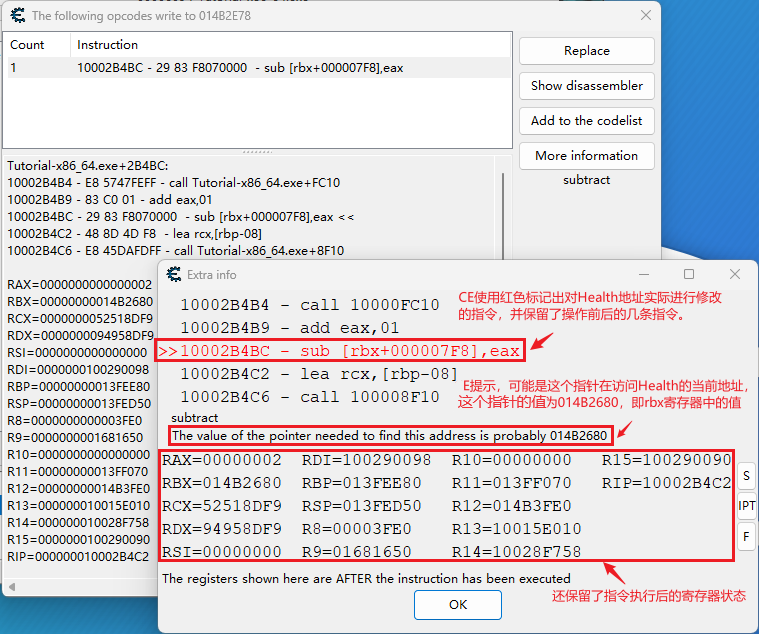 The following opcodes write to 014B2E78
Count Instruction
1 10002B4BC - 29 83 F8070000 - sub [rbx+000007F8],eax
Replace
Show disassembler
Add to the codelist
More information
subtract
Tutorial-x86_64.exe+2B4BC:
10002B4B4 - E8 5747FEFF - call Tutorial-x86_64.exe+FC10
10002B4B9 - 83 C0 01 - add eax,01
10002B4BC - 29 83 F8070000 - sub [rbx+000007F8],eax <<
10002B4C2 - 48 8D 4D F8 - lea rcx,[rbp-08]
10002B4C6 - E8 45DAFDFF - call Tutorial-x86_64.exe+8F10
RAX=0000000000000002
RBX=00000000014B2680
RCX=0000000052518DF9
RDX=0000000094958DF9
RSI=0000000000000000
RDI=0000000100290098
RBP=00000000013FEE80
RSP=00000000013FED50
R8=0000000000003FE0
R9=0000000001681650
R10=0000000000000000
R11=00000000013FF070
R12=00000000014B3FE0
R13=0000000010015E010
R14=0000000010028F758
R15=0000000100290090
RIP=000000010002B4C2
Extra info
10002B4B4 - call 10000FC10
10002B4B9 - add eax,01
>>10002B4BC - sub [rbx+000007F8],eax
10002B4C2 - lea rcx,[rbp-08]
10002B4C6 - call 100008F10
CE使用红色标记出对Health地址实际进行修改
的指令，并保留了操作前后的几条指令。
E提示，可能是这个指针在访问Health的当前地址，
这个指针的值为014B2680，即rbx寄存器中的值
subtract
The value of the pointer needed to find this address is probably 014B2680
RAX=00000002 RDI=100290098 R10=00000000 R15=100290090
RBX=014B2680 RBP=013FEE80 R11=013FF070 RIP=10002B4C2
RCX=52518DF9 RSP=013FED50 R12=014B3FE0
RDX=94958DF9 R8=00003FE0 R13=10015E010
RSI=00000000 R9=01681650 R14=10028F758
S
IPT
F
The registers shown here are AFTER the instruction has been executed
还保留了指令执行后的寄存器状态
OK